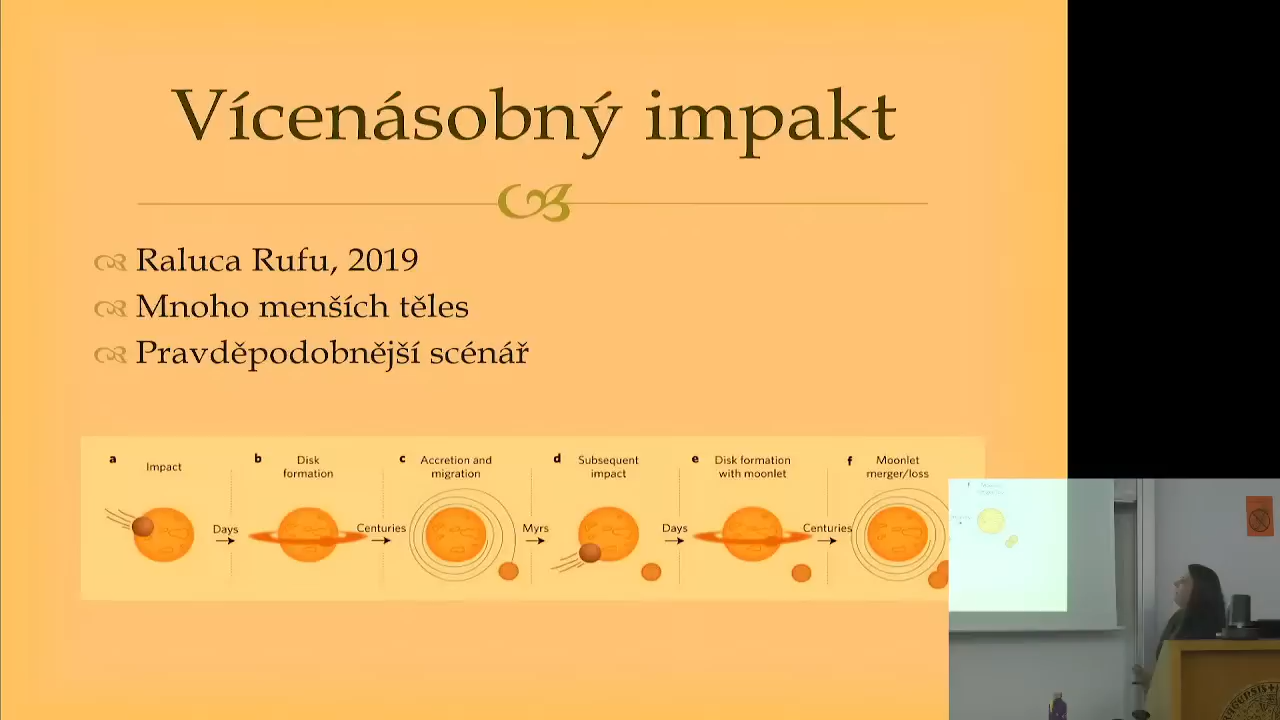 Vícenásobný impakt
Raluca Rufu, 2019
Mnoho menších těles
Pravděpodobnější scénář
a Impact
b Disk formation
c Accretion and migration
d Subsequent impact
e Disk formation with moonlet
f Moonlet merger/loss
Days
Centuries
Myrs
Days
Centuries